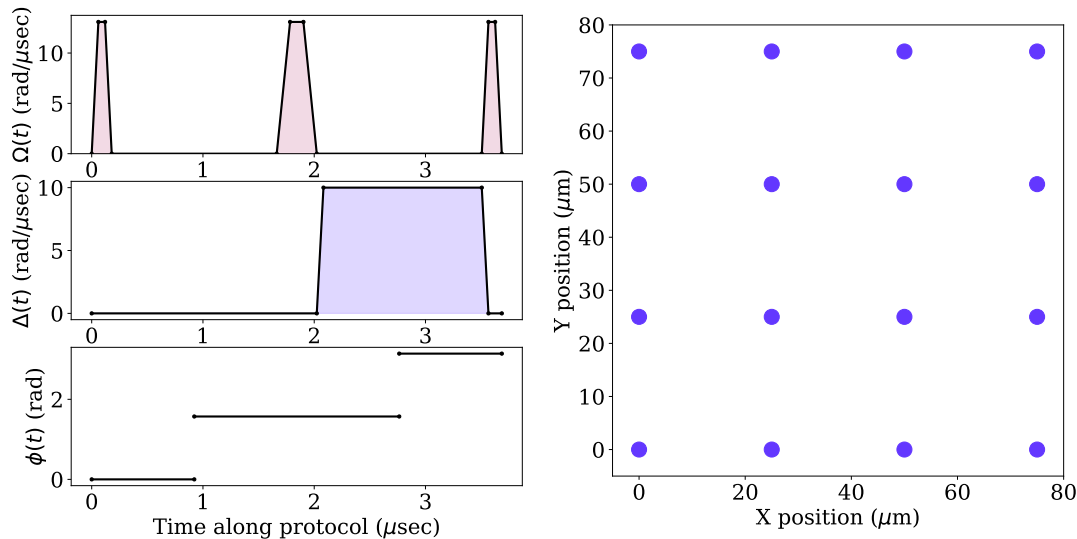 Ω(t) (rad/μsec)
10
5
0
0 1 2 3
Δ(t) (rad/μsec)
10
5
0
0 1 2 3
ϕ(t) (rad)
2
0
0 1 2 3
Time along protocol (μsec)
Y position (μm)
80
70
60
50
40
30
20
10
0
0 20 40 60 80
X position (μm)